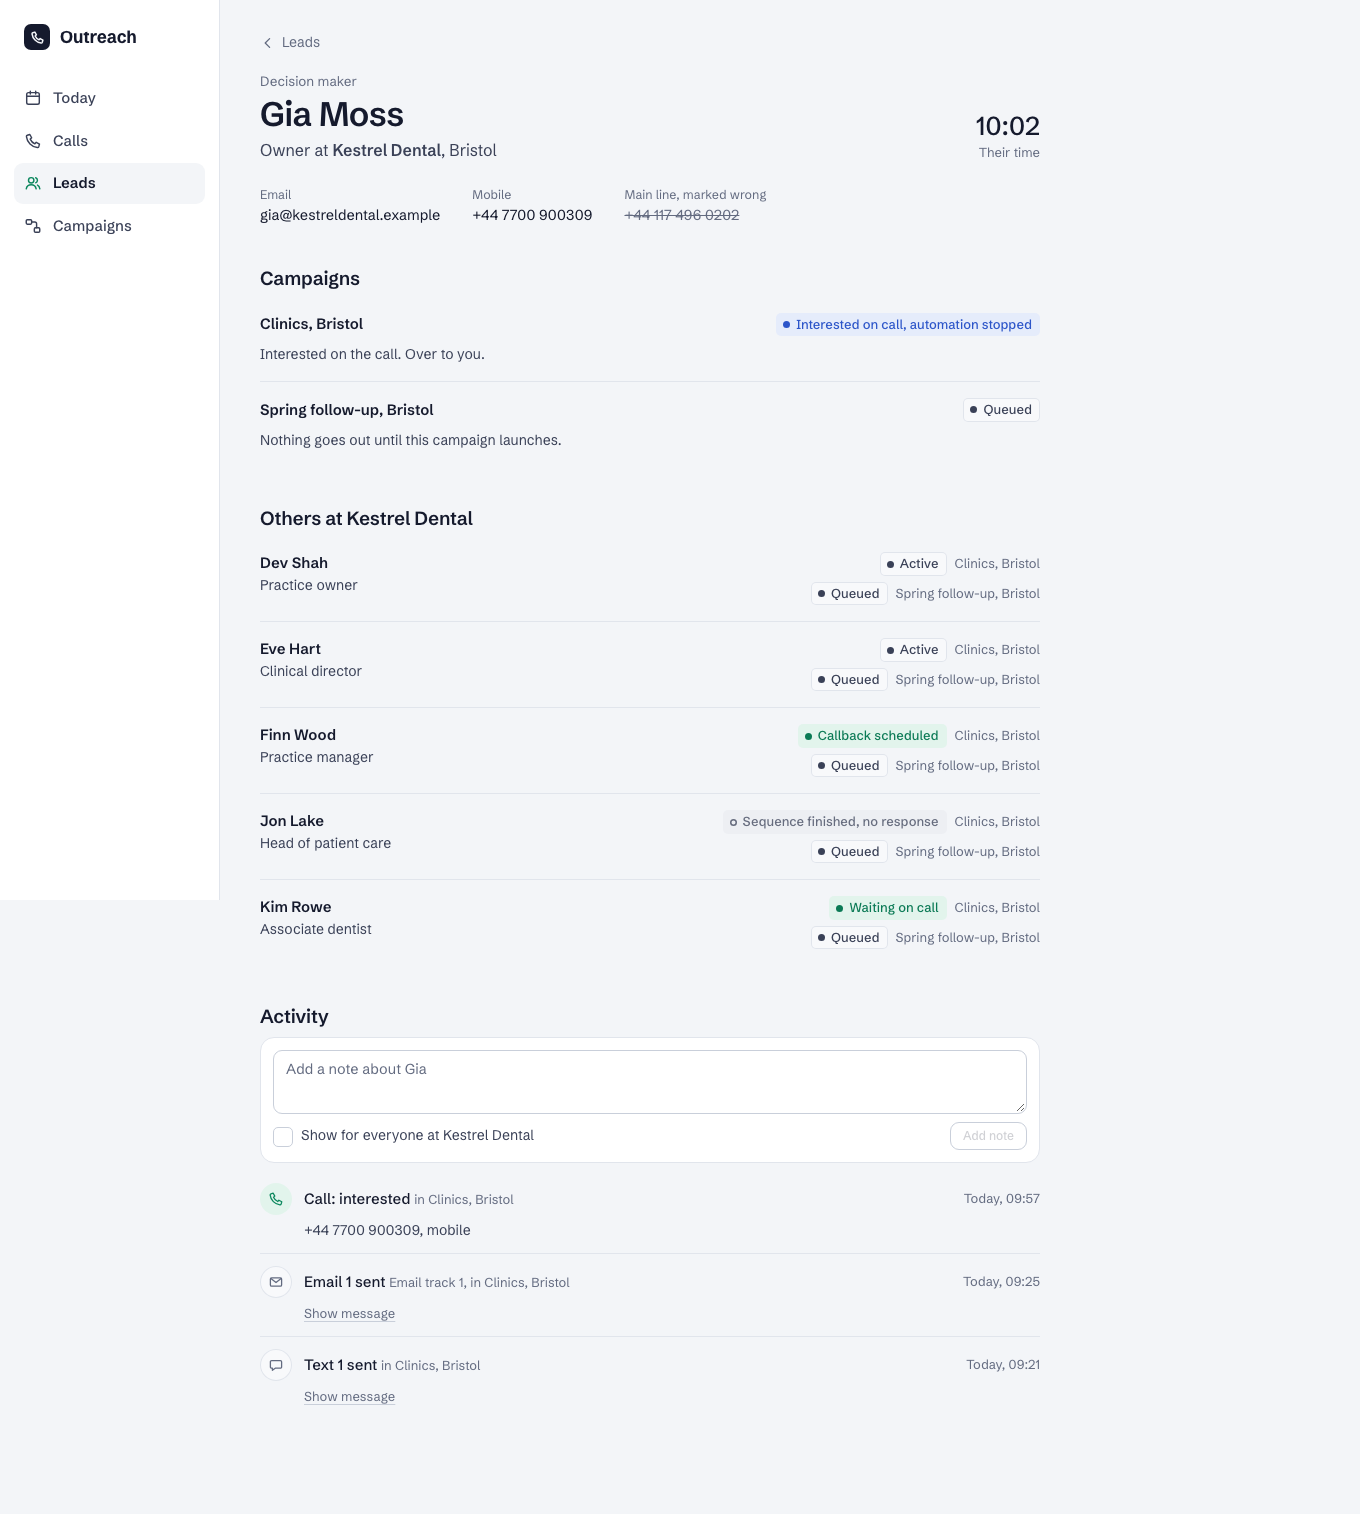 Outreach
Today
Calls
Leads
Campaigns
Leads
Decision maker
Gia Moss
Owner at Kestrel Dental, Bristol
10:02
Their time
Email
gia@kestreldental.example
Mobile
+44 7700 900309
Main line, marked wrong
+44 117 496 0202
Campaigns
Clinics, Bristol
Interested on call, automation stopped
Interested on the call. Over to you.
Spring follow-up, Bristol
Queued
Nothing goes out until this campaign launches.
Others at Kestrel Dental
Dev Shah
Practice owner
Active Clinics, Bristol
Queued Spring follow-up, Bristol
Eve Hart
Clinical director
Active Clinics, Bristol
Queued Spring follow-up, Bristol
Finn Wood
Practice manager
Callback scheduled Clinics, Bristol
Queued Spring follow-up, Bristol
Jon Lake
Head of patient care
Sequence finished, no response Clinics, Bristol
Queued Spring follow-up, Bristol
Kim Rowe
Associate dentist
Waiting on call Clinics, Bristol
Queued Spring follow-up, Bristol
Activity
Add a note about Gia
Show for everyone at Kestrel Dental
Add note
Call: interested in Clinics, Bristol
Today, 09:57
+44 7700 900309, mobile
Email 1 sent Email track 1, in Clinics, Bristol
Today, 09:25
Show message
Text 1 sent in Clinics, Bristol
Today, 09:21
Show message